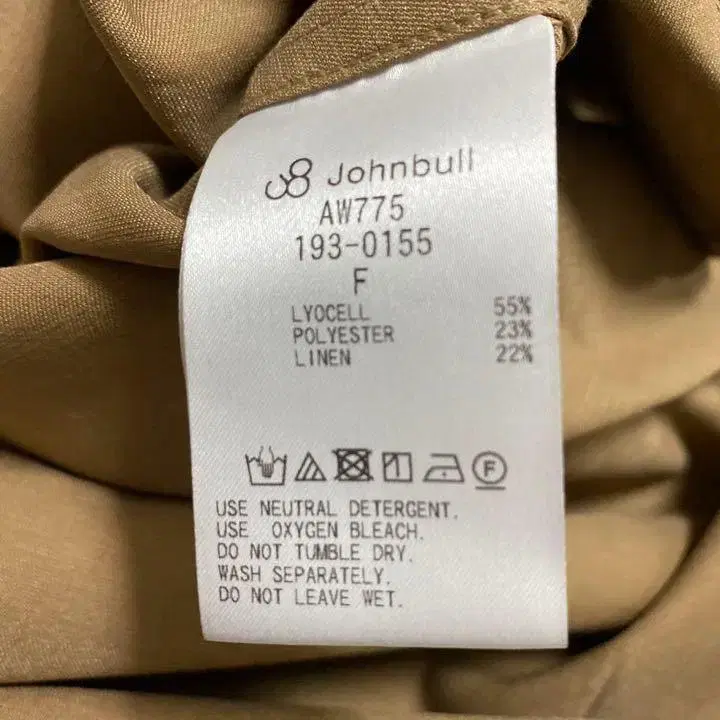 Johnbull
AW775
193-0155
F
LYOCELL 55%
POLYESTER 23%
LINEN 22%
F
USE NEUTRAL DETERGENT.
USE OXYGEN BLEACH.
DO NOT TUMBLE DRY.
WASH SEPARATELY.
DO NOT LEAVE WET.